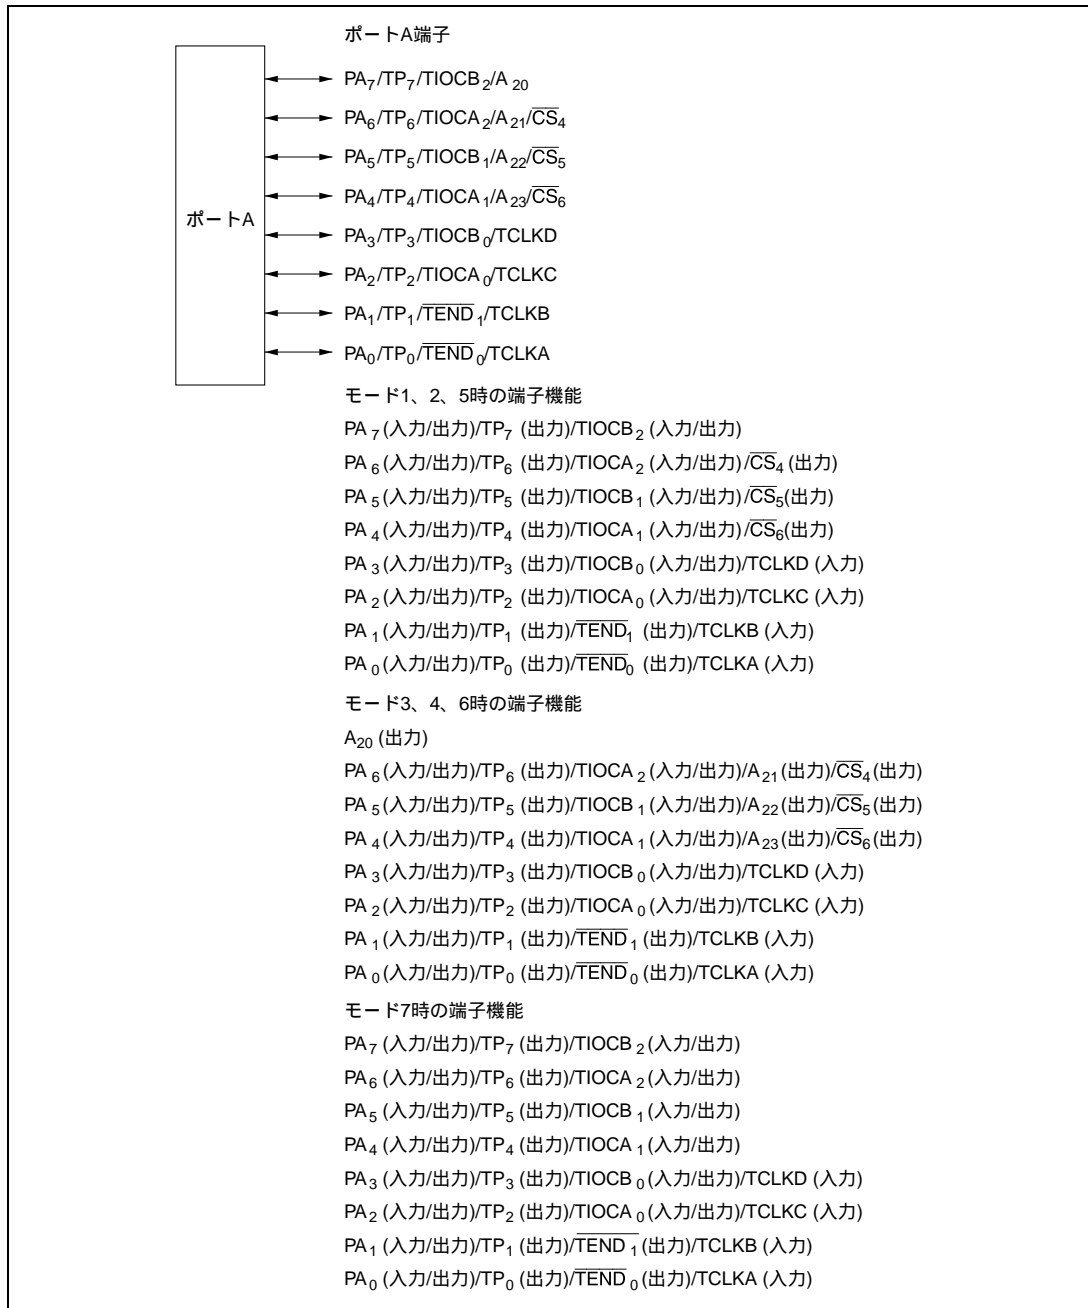 ポートA端子
PA₇/TP₇/TIOCB₂/A₂₀
PA₆/TP₆/TIOCA₂/A₂₁/C̅S̅₄
PA₅/TP₅/TIOCB₁/A₂₂/C̅S̅₅
PA₄/TP₄/TIOCA₁/A₂₃/C̅S̅₆
ポートA
PA₃/TP₃/TIOCB₀/TCLKD
PA₂/TP₂/TIOCA₀/TCLKC
PA₁/TP₁/T̅E̅N̅D̅₁/TCLKB
PA₀/TP₀/T̅E̅N̅D̅₀/TCLKA
モード1、2、5時の端子機能
PA₇(入力/出力)/TP₇ (出力)/TIOCB₂ (入力/出力)
PA₆(入力/出力)/TP₆ (出力)/TIOCA₂ (入力/出力)/C̅S̅₄ (出力)
PA₅(入力/出力)/TP₅ (出力)/TIOCB₁ (入力/出力)/C̅S̅₅(出力)
PA₄(入力/出力)/TP₄ (出力)/TIOCA₁ (入力/出力)/C̅S̅₆(出力)
PA₃(入力/出力)/TP₃ (出力)/TIOCB₀ (入力/出力)/TCLKD (入力)
PA₂(入力/出力)/TP₂ (出力)/TIOCA₀ (入力/出力)/TCLKC (入力)
PA₁(入力/出力)/TP₁ (出力)/T̅E̅N̅D̅₁ (出力)/TCLKB (入力)
PA₀(入力/出力)/TP₀ (出力)/T̅E̅N̅D̅₀ (出力)/TCLKA (入力)
モード3、4、6時の端子機能
A₂₀ (出力)
PA₆(入力/出力)/TP₆ (出力)/TIOCA₂(入力/出力)/A₂₁(出力)/C̅S̅₄(出力)
PA₅(入力/出力)/TP₅ (出力)/TIOCB₁(入力/出力)/A₂₂(出力)/C̅S̅₅(出力)
PA₄(入力/出力)/TP₄ (出力)/TIOCA₁(入力/出力)/A₂₃(出力)/C̅S̅₆(出力)
PA₃(入力/出力)/TP₃ (出力)/TIOCB₀(入力/出力)/TCLKD (入力)
PA₂(入力/出力)/TP₂ (出力)/TIOCA₀(入力/出力)/TCLKC (入力)
PA₁(入力/出力)/TP₁ (出力)/T̅E̅N̅D̅₁(出力)/TCLKB (入力)
PA₀(入力/出力)/TP₀ (出力)/T̅E̅N̅D̅₀(出力)/TCLKA (入力)
モード7時の端子機能
PA₇ (入力/出力)/TP₇ (出力)/TIOCB₂(入力/出力)
PA₆ (入力/出力)/TP₆ (出力)/TIOCA₂(入力/出力)
PA₅ (入力/出力)/TP₅ (出力)/TIOCB₁(入力/出力)
PA₄ (入力/出力)/TP₄ (出力)/TIOCA₁(入力/出力)
PA₃ (入力/出力)/TP₃ (出力)/TIOCB₀(入力/出力)/TCLKD (入力)
PA₂ (入力/出力)/TP₂ (出力)/TIOCA₀(入力/出力)/TCLKC (入力)
PA₁ (入力/出力)/TP₁ (出力)/T̅E̅N̅D̅₁(出力)/TCLKB (入力)
PA₀ (入力/出力)/TP₀ (出力)/T̅E̅N̅D̅₀(出力)/TCLKA (入力)